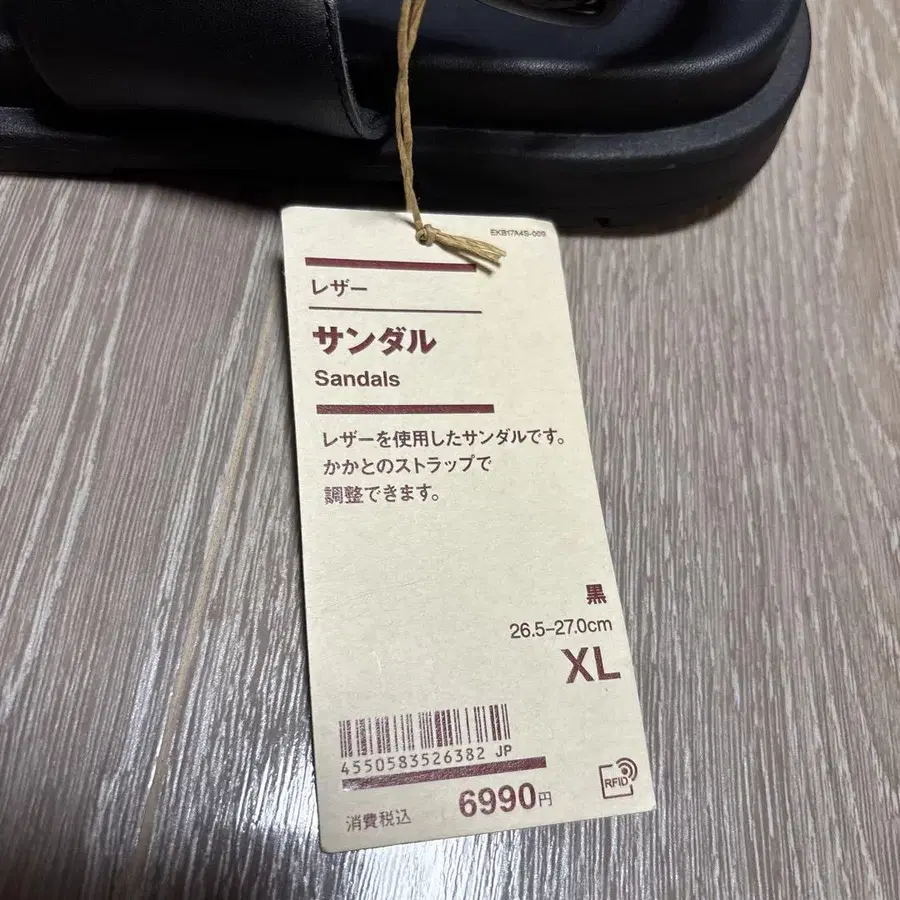 EKB17A4S-009
レザー
サンダル
Sandals
レザーを使用したサンダルです。
かかとのストラップで
調整できます。
黒
26.5–27.0cm
XL
4550583526382 JP
消費税込 6990円
RFID